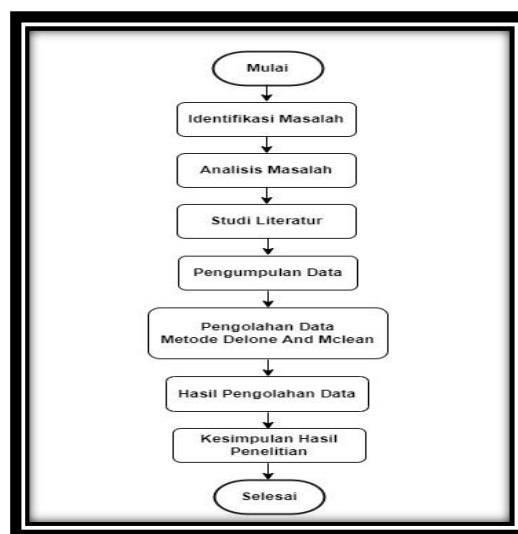 Mulai
Identifikasi Masalah
Analisis Masalah
Studi Literatur
Pengumpulan Data
Pengolahan Data
Metode Delone And Mclean
Hasil Pengolahan Data
Kesimpulan Hasil
Penelitian
Selesai